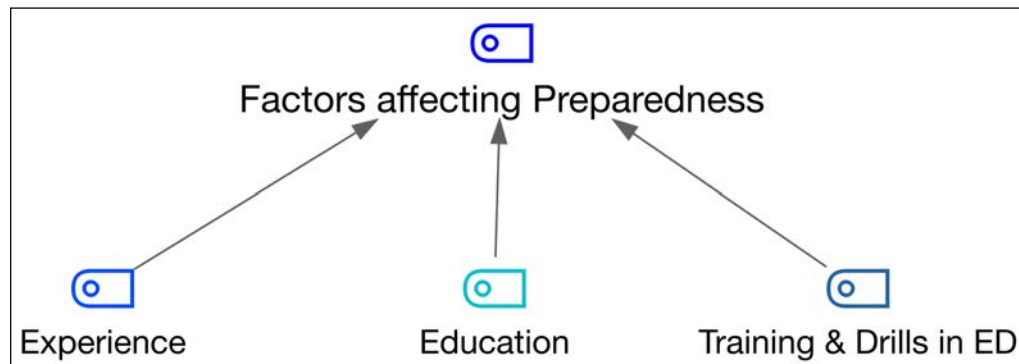 Factors affecting Preparedness
Experience
Education
Training & Drills in ED